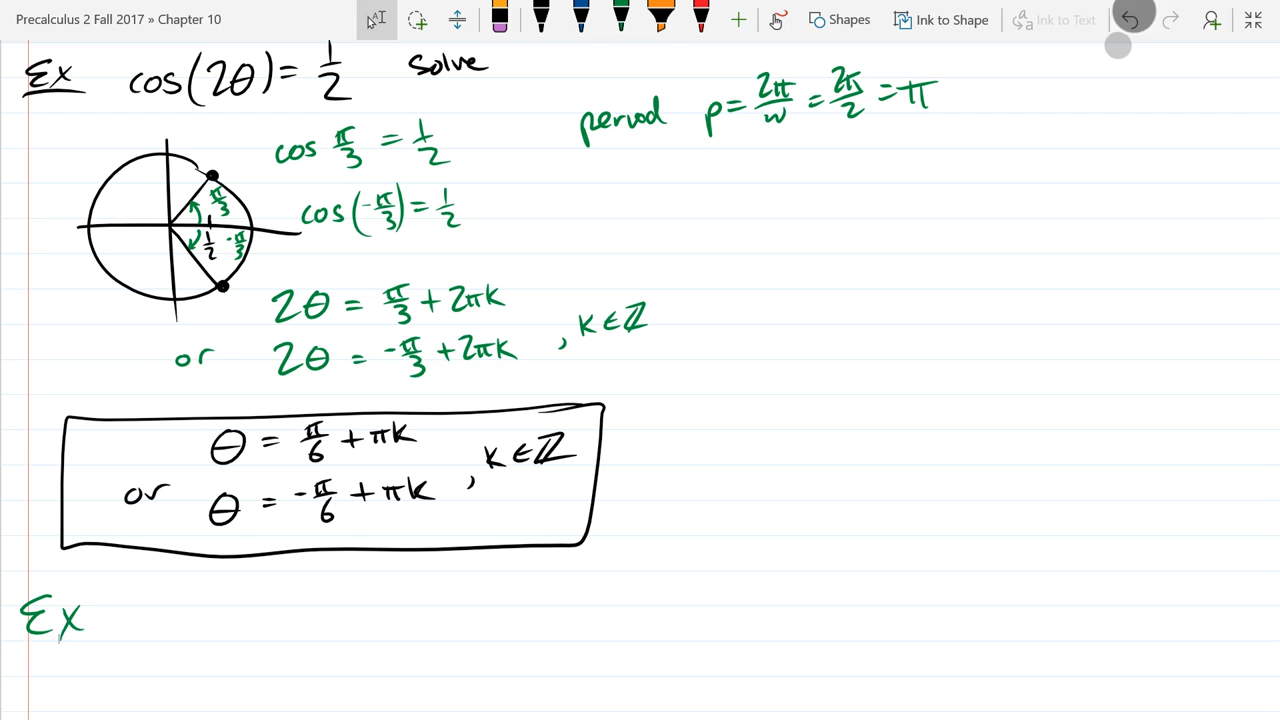 Precalculus 2 Fall 2017 » Chapter 10
Shapes
Ink to Shape
Ink to Text
Ex cos(2θ) = 1/2 solve
period p = 2π/w = 2π/2 = π
cos π/3 = 1/2
cos(-π/3) = 1/2
π/3
1/2 -π/3
2θ = π/3 + 2πk
or 2θ = -π/3 + 2πk , k ∈ ℤ
θ = π/6 + πk
or θ = -π/6 + πk , k ∈ ℤ
Ex